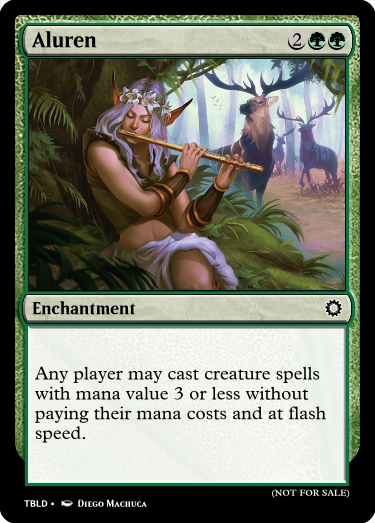 Aluren 2
Enchantment
Any player may cast creature spells
with mana value 3 or less without
paying their mana costs and at flash
speed.
(NOT FOR SALE)
TBLD • Diego Machuca